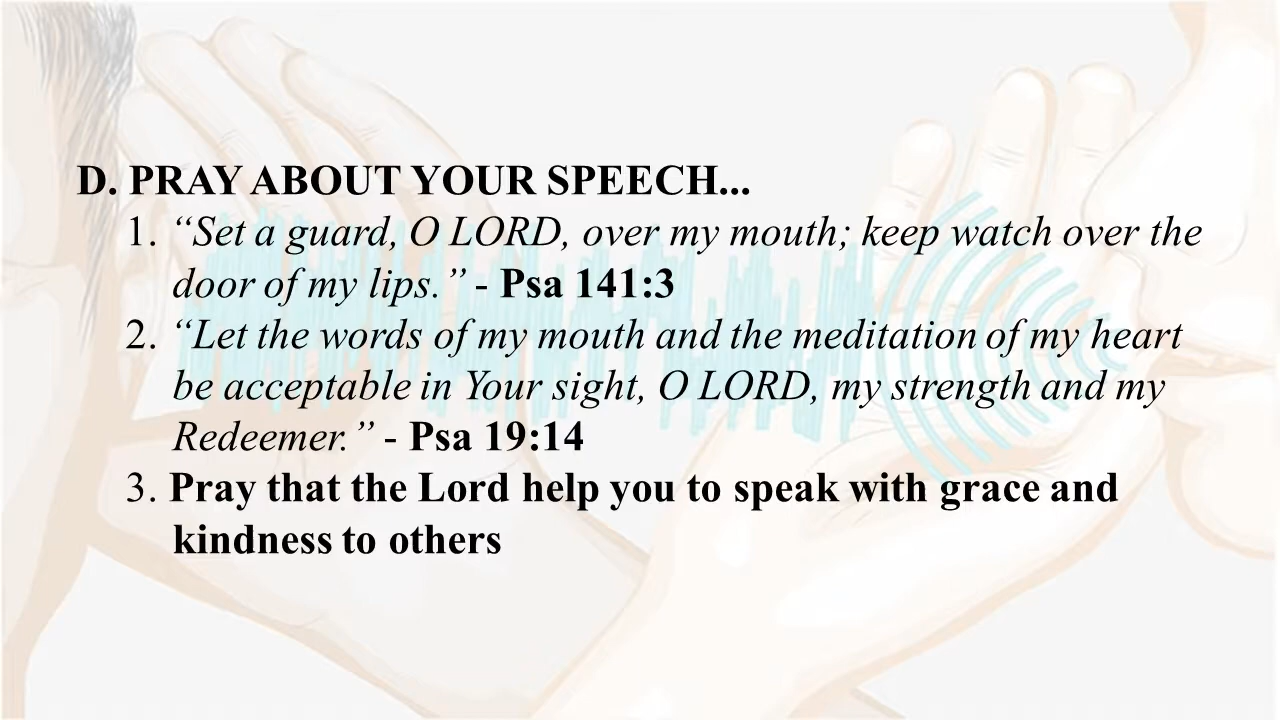 D. PRAY ABOUT YOUR SPEECH...
1. “Set a guard, O LORD, over my mouth; keep watch over the
door of my lips.” - Psa 141:3
2. “Let the words of my mouth and the meditation of my heart
be acceptable in Your sight, O LORD, my strength and my
Redeemer.” - Psa 19:14
3. Pray that the Lord help you to speak with grace and
kindness to others